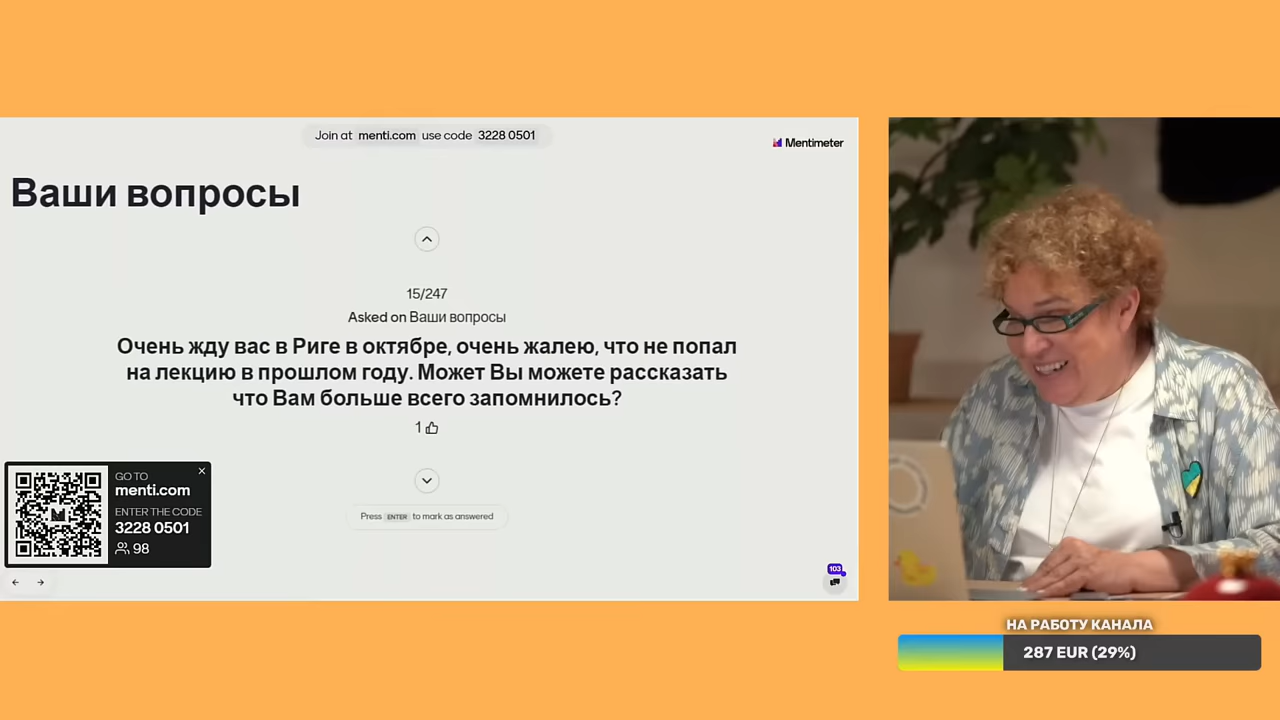 Join at menti.com use code 3228 0501
Mentimeter
Ваши вопросы
15/247
Asked on Ваши вопросы
Очень жду вас в Риге в октябре, очень жалею, что не попал
на лекцию в прошлом году. Может Вы можете рассказать
что Вам больше всего запомнилось?
1
Press ENTER to mark as answered
GO TO
menti.com
ENTER THE CODE
3228 0501
98
103
НА РАБОТУ КАНАЛА
287 EUR (29%)